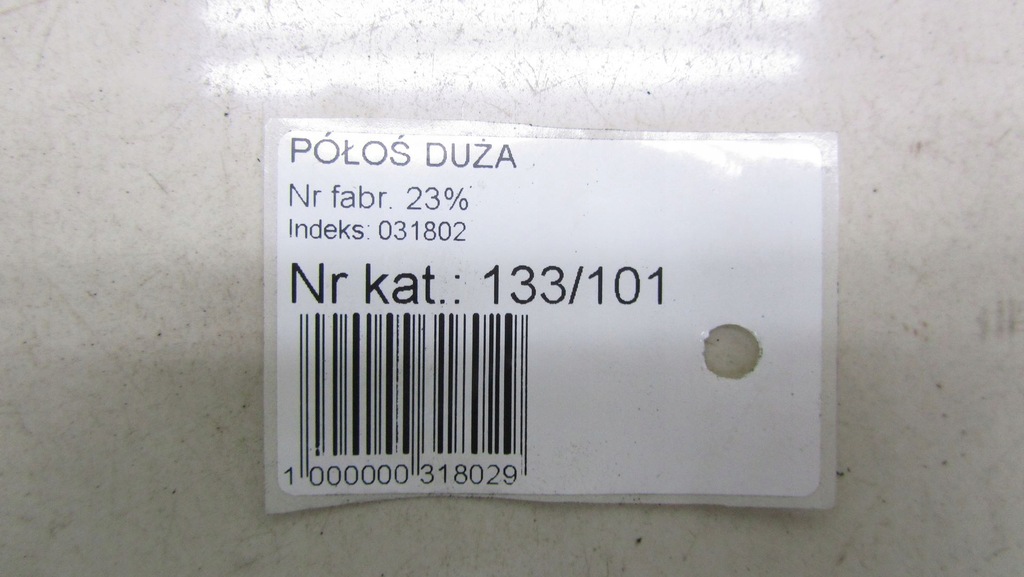 PÓŁOŚ DUŻA
Nr fabr. 23%
Indeks: 031802
Nr kat.: 133/101
1 000000 318029